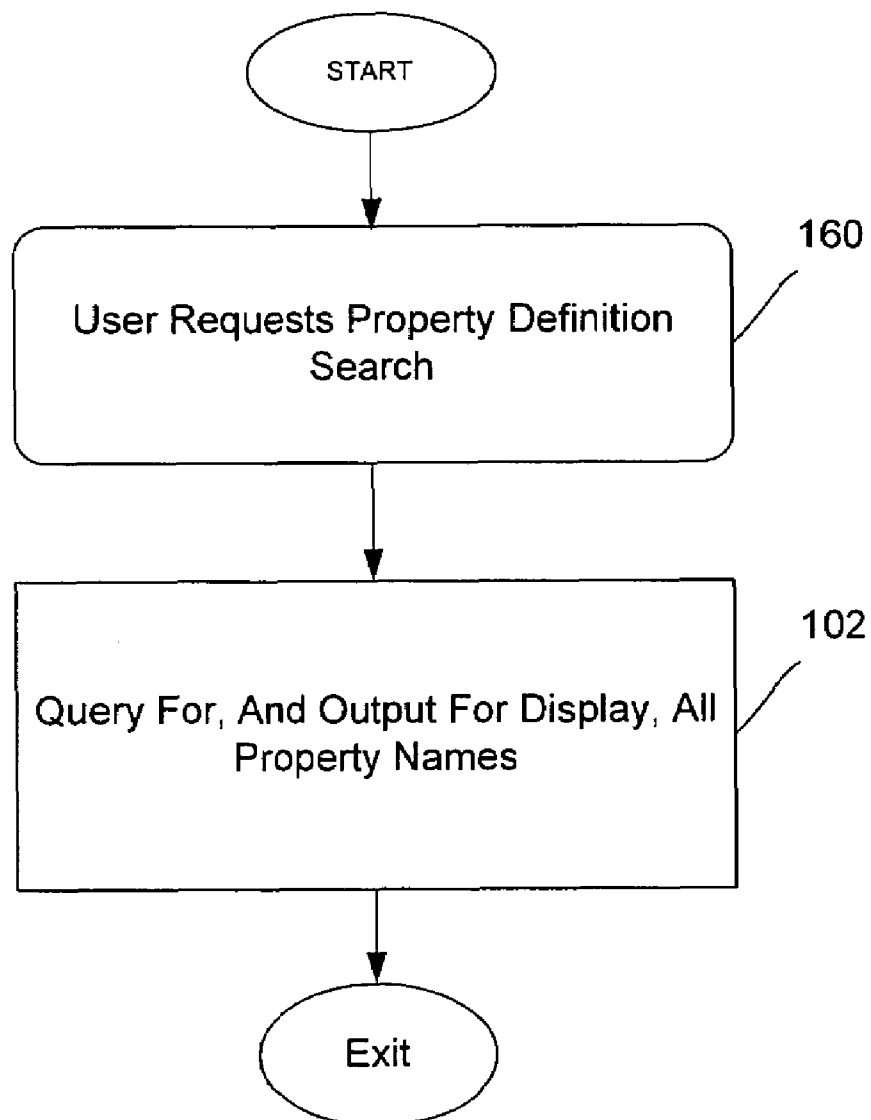 START
160
User Requests Property Definition
Search
102
Query For, And Output For Display, All
Property Names
Exit